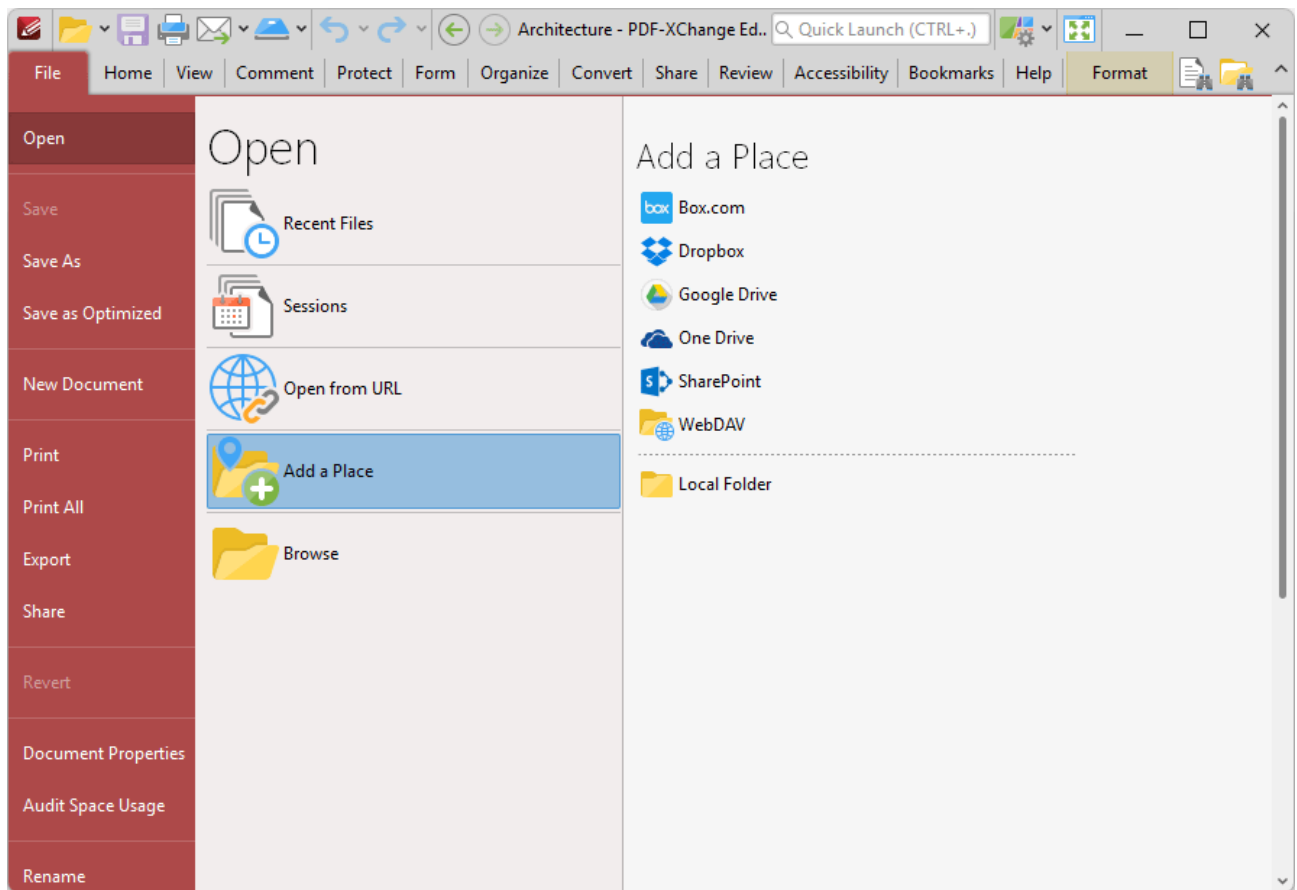 Architecture - PDF-XChange Ed.. Quick Launch (CTRL+.)
File Home View Comment Protect Form Organize Convert Share Review Accessibility Bookmarks Help Format
Open
Save
Save As
Save as Optimized
New Document
Print
Print All
Export
Share
Revert
Document Properties
Audit Space Usage
Rename
Open
Recent Files
Sessions
Open from URL
Add a Place
Browse
Add a Place
box Box.com
Dropbox
Google Drive
One Drive
S SharePoint
WebDAV
Local Folder